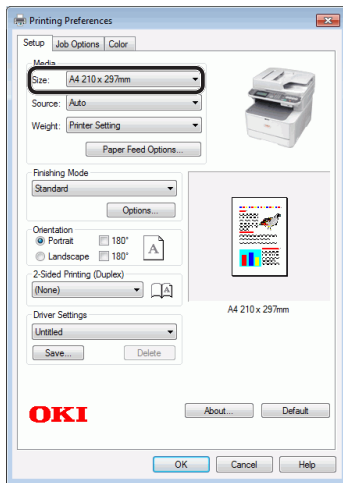 Printing Preferences
Setup Job Options Color
Media
Size: A4 210 x 297mm
Source: Auto
Weight: Printer Setting
Paper Feed Options...
Finishing Mode
Standard
Options...
Orientation
Portrait 180°
Landscape 180°
A
2-Sided Printing (Duplex)
(None)
A
A4 210 x 297mm
Driver Settings
Untitled
Save... Delete
OKI
About... Default
OK Cancel Help